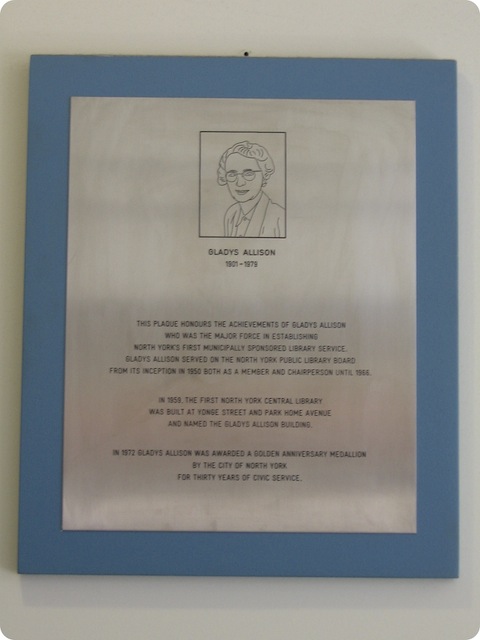 GLADYS ALLISON
1901-1979
THIS PLAQUE HONOURS THE ACHIEVEMENTS OF GLADYS ALLISON
WHO WAS THE MAJOR FORCE IN ESTABLISHING
NORTH YORK'S FIRST MUNICIPALLY SPONSORED LIBRARY SERVICE.
GLADYS ALLISON SERVED ON THE NORTH YORK PUBLIC LIBRARY BOARD
FROM ITS INCEPTION IN 1950 BOTH AS A MEMBER AND CHAIRPERSON UNTIL 1966.
IN 1959, THE FIRST NORTH YORK CENTRAL LIBRARY
WAS BUILT AT YONGE STREET AND PARK HOME AVENUE
AND NAMED THE GLADYS ALLISON BUILDING.
IN 1972 GLADYS ALLISON WAS AWARDED A GOLDEN ANNIVERSARY MEDALLION
BY THE CITY OF NORTH YORK
FOR THIRTY YEARS OF CIVIC SERVICE.